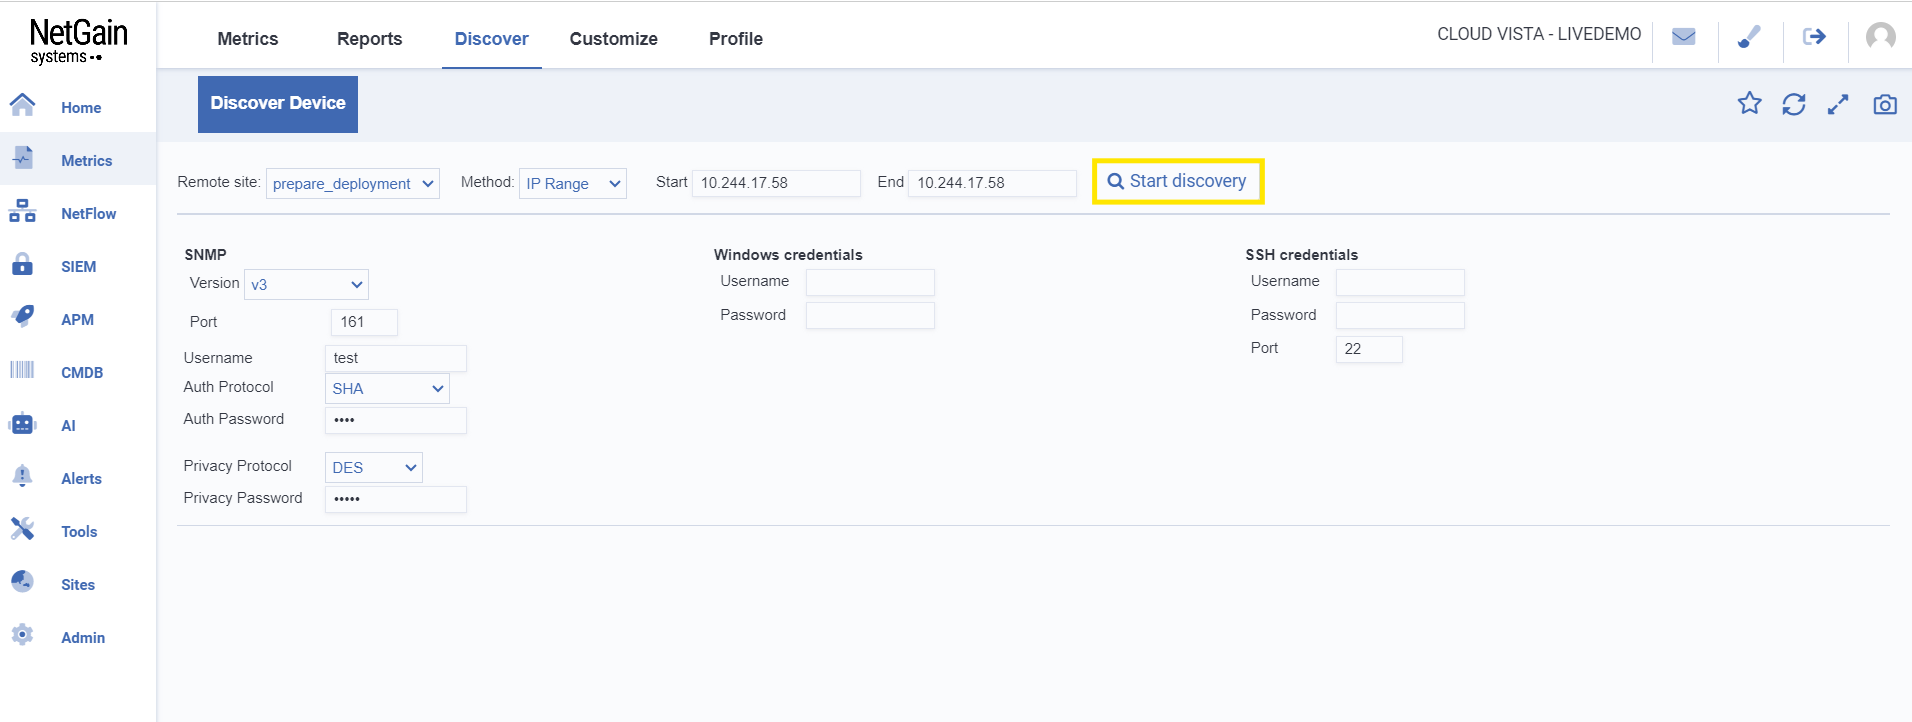 NetGain
systems
Metrics Reports Discover Customize Profile
CLOUD VISTA - LIVEDEMO
Discover Device
Home
Metrics
NetFlow
SIEM
APM
CMDB
AI
Alerts
Tools
Sites
Admin
Remote site: prepare_deployment Method: IP Range Start 10.244.17.58 End 10.244.17.58 Start discovery
SNMP
Version v3
Port 161
Username test
Auth Protocol SHA
Auth Password ••••
Privacy Protocol DES
Privacy Password •••••
Windows credentials
Username
Password
SSH credentials
Username
Password
Port 22